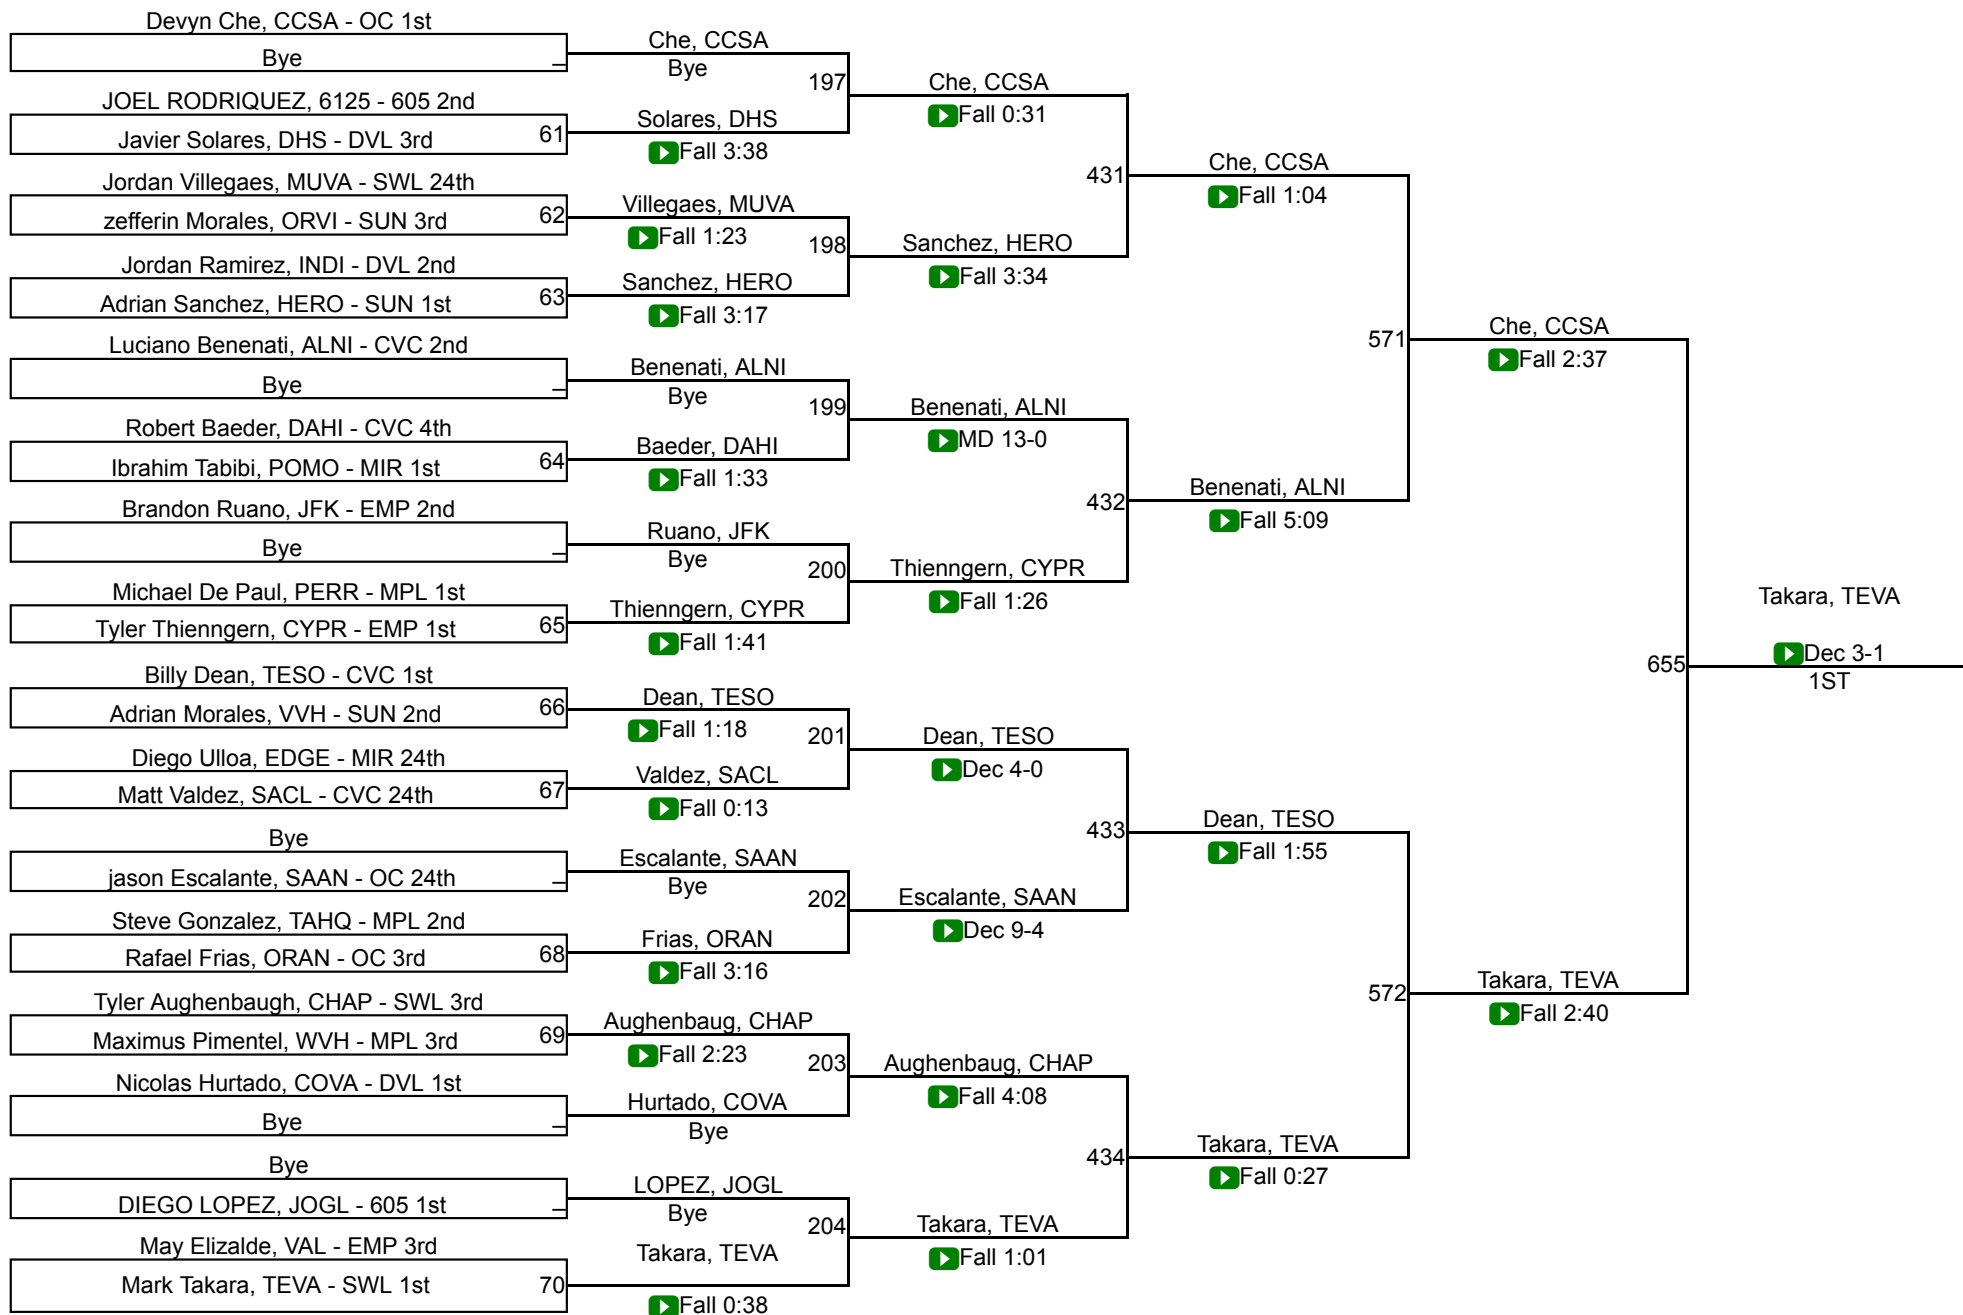 Devyn Che, CCSA - OC 1st
Bye
JOEL RODRIQUEZ, 6125 - 605 2nd
Javier Solares, DHS - DVL 3rd
61
Jordan Villegaes, MUVA - SWL 24th
zefferin Morales, ORVI - SUN 3rd
62
Jordan Ramirez, INDI - DVL 2nd
Adrian Sanchez, HERO - SUN 1st
63
Luciano Benenati, ALNI - CVC 2nd
Bye
Robert Baeder, DAHI - CVC 4th
Ibrahim Tabibi, POMO - MIR 1st
64
Brandon Ruano, JFK - EMP 2nd
Bye
Michael De Paul, PERR - MPL 1st
Tyler Thienngern, CYPR - EMP 1st
65
Billy Dean, TESO - CVC 1st
Adrian Morales, VVH - SUN 2nd
66
Diego Ulloa, EDGE - MIR 24th
Matt Valdez, SACL - CVC 24th
67
Bye
jason Escalante, SAAN - OC 24th
Steve Gonzalez, TAHQ - MPL 2nd
Rafael Frias, ORAN - OC 3rd
68
Tyler Aughenbaugh, CHAP - SWL 3rd
Maximus Pimentel, WVH - MPL 3rd
69
Nicolas Hurtado, COVA - DVL 1st
Bye
Bye
DIEGO LOPEZ, JOGL - 605 1st
May Elizalde, VAL - EMP 3rd
Mark Takara, TEVA - SWL 1st
70
Che, CCSA
Bye
197
Solares, DHS
Fall 3:38
Villegaes, MUVA
Fall 1:23
198
Sanchez, HERO
Fall 3:17
Benenati, ALNI
Bye
199
Baeder, DAHI
Fall 1:33
Ruano, JFK
Bye
200
Thienngern, CYPR
Fall 1:41
Dean, TESO
Fall 1:18
201
Valdez, SACL
Fall 0:13
Escalante, SAAN
Bye
202
Frias, ORAN
Fall 3:16
Aughenbaug, CHAP
Fall 2:23
203
Hurtado, COVA
Bye
LOPEZ, JOGL
Bye
204
Takara, TEVA
Fall 0:38
Che, CCSA
Fall 0:31
431
Sanchez, HERO
Fall 3:34
Benenati, ALNI
MD 13-0
432
Thienngern, CYPR
Fall 1:26
Dean, TESO
Dec 4-0
433
Escalante, SAAN
Dec 9-4
Aughenbaug, CHAP
Fall 4:08
434
Takara, TEVA
Fall 1:01
Che, CCSA
Fall 1:04
571
Benenati, ALNI
Fall 5:09
Dean, TESO
Fall 1:55
572
Takara, TEVA
Fall 0:27
Che, CCSA
Fall 2:37
655
Takara, TEVA
Fall 2:40
Takara, TEVA
Dec 3-1
1ST